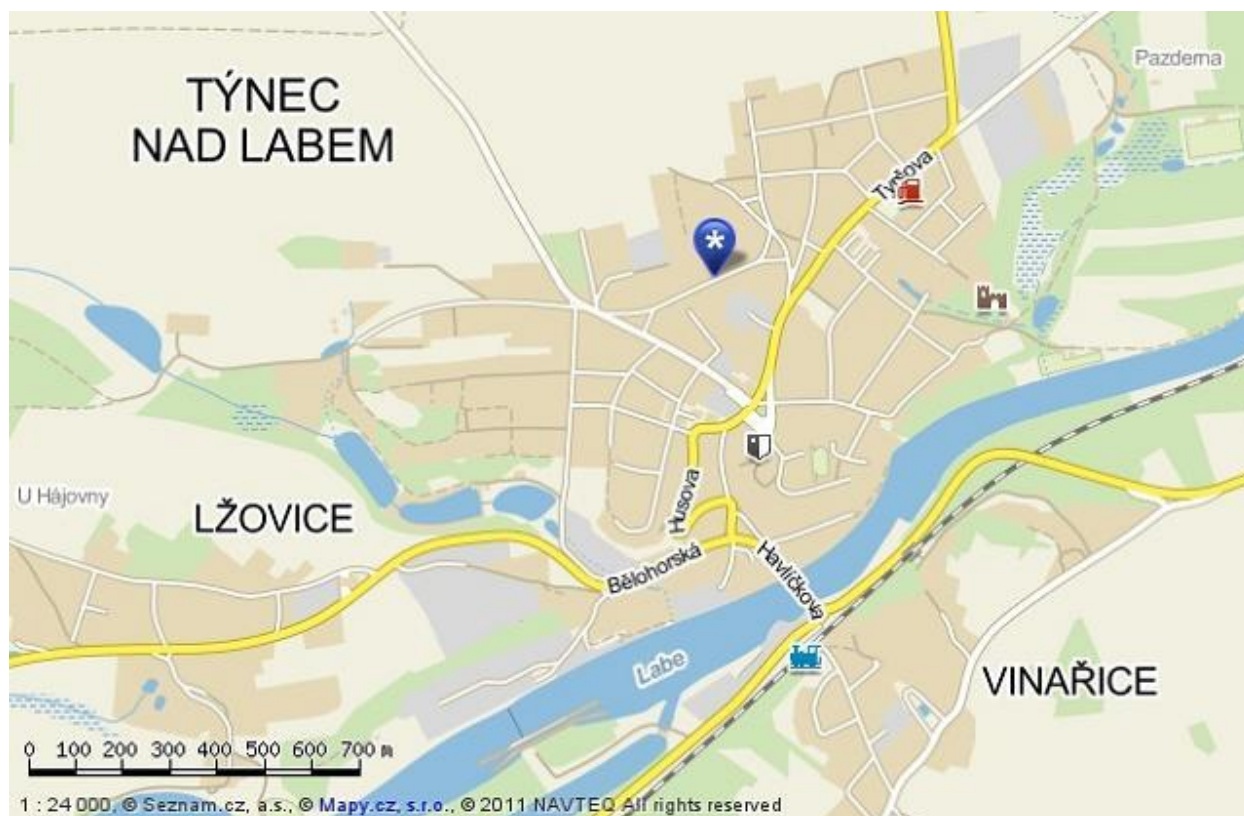 TÝNEC
NAD LABEM
Pazderna
Tyršova
U Hájovny
LŽOVICE
Husova
Bělohorská
Havlíčkova
Labe
VINAŘICE
0 100 200 300 400 500 600 700 m
1 : 24 000, © Seznam.cz, a.s., © Mapy.cz, s.r.o., © 2011 NAVTEQ All rights reserved